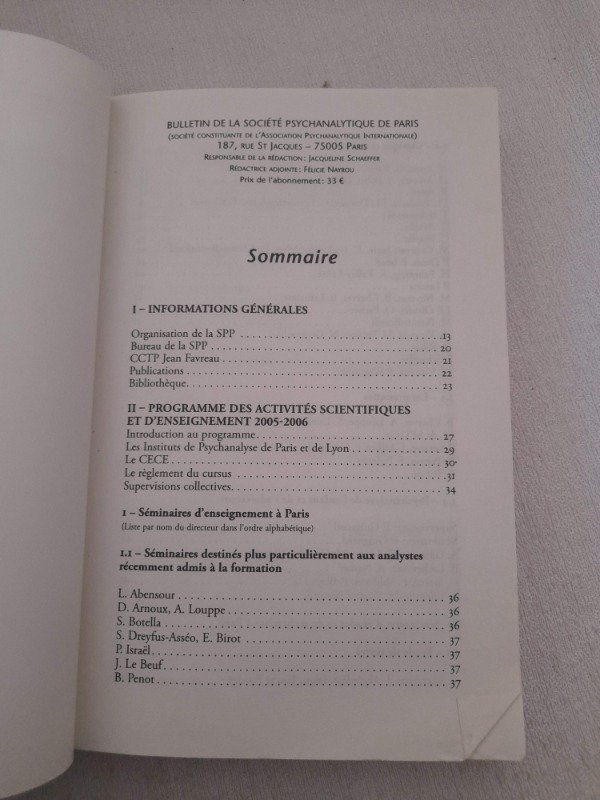 BULLETIN DE LA SOCIÉTÉ PSYCHANALYTIQUE DE PARIS
(SOCIÉTÉ CONSTITUANTE DE L'ASSOCIATION PSYCHANALYTIQUE INTERNATIONALE)
187, RUE ST JACQUES – 75005 PARIS
RESPONSABLE DE LA RÉDACTION : JACQUELINE SCHAEFFER
RÉDACTRICE ADJOINTE : FÉLICIE NAYROU
Prix de l'abonnement : 33 €
Sommaire
I – INFORMATIONS GÉNÉRALES
Organisation de la SPP 13
Bureau de la SPP 20
CCTP Jean Favreau 21
Publications 22
Bibliothèque 23
II – PROGRAMME DES ACTIVITÉS SCIENTIFIQUES
ET D'ENSEIGNEMENT 2005-2006
Introduction au programme 27
Les Instituts de Psychanalyse de Paris et de Lyon 29
Le CECE 30
Le règlement du cursus 31
Supervisions collectives 34
1 – Séminaires d'enseignement à Paris
(Liste par nom du directeur dans l'ordre alphabétique)
1.1 – Séminaires destinés plus particulièrement aux analystes
récemment admis à la formation
L. Abensour 36
D. Arnoux, A. Louppe 36
S. Botella 36
S. Dreyfus-Asséo, E. Birot 37
P. Israël 37
J. Le Beuf 37
B. Penot 37